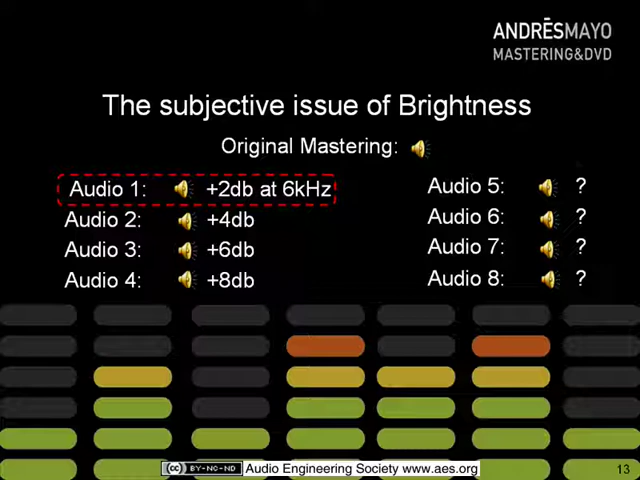 ANDRĒSMAYO
MASTERING&DVD
The subjective issue of Brightness
Original Mastering:
Audio 1: +2db at 6kHz
Audio 2: +4db
Audio 3: +6db
Audio 4: +8db
Audio 5: ?
Audio 6: ?
Audio 7: ?
Audio 8: ?
cc BY-NC-ND Audio Engineering Society www.aes.org
13